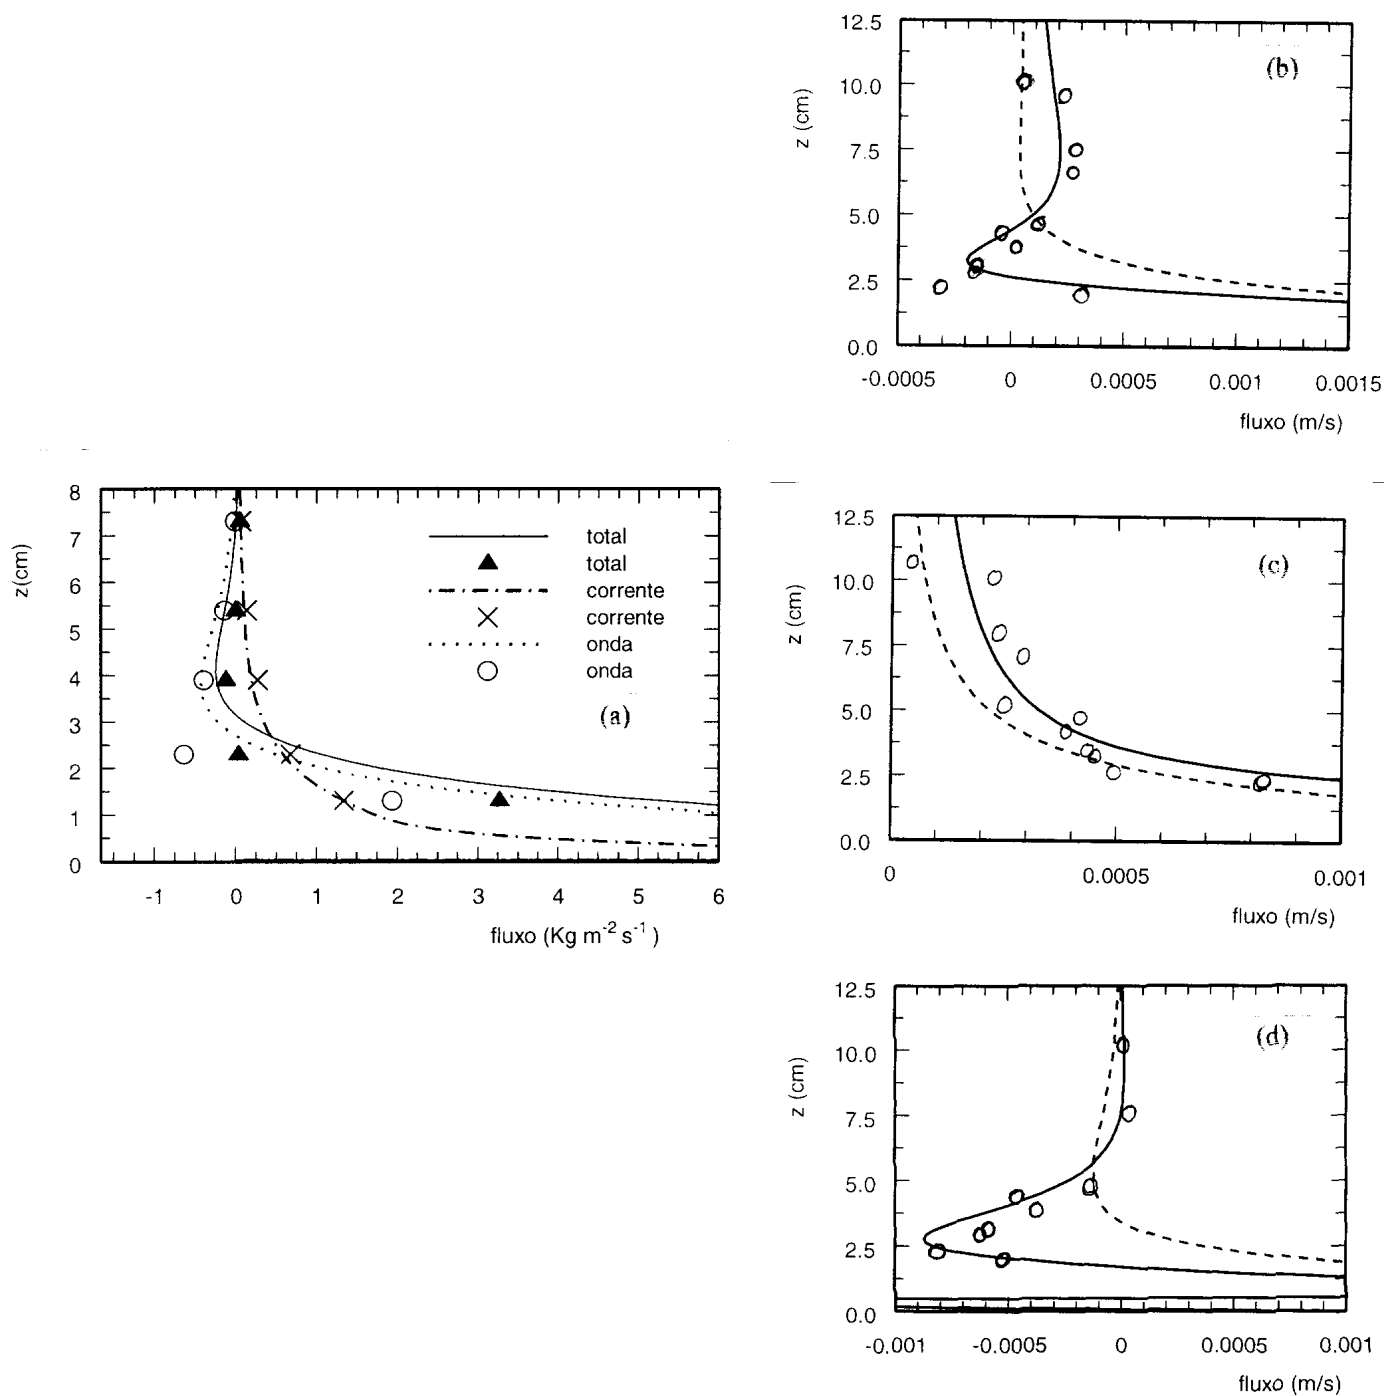 12.5
10.0
7.5
5.0
2.5
0.0
z (cm)
(b)
-0.0005 0 0.0005 0.001 0.0015
fluxo (m/s)
8
7
6
5
4
3
2
1
0
z(cm)
total
total
corrente
corrente
onda
onda
(a)
-1 0 1 2 3 4 5 6
fluxo (Kg m-2 s-1 )
12.5
10.0
7.5
5.0
2.5
0.0
z (cm)
(c)
0 0.0005 0.001
fluxo (m/s)
12.5
10.0
7.5
5.0
2.5
0.0
z (cm)
(d)
-0.001 -0.0005 0 0.0005 0.001
fluxo (m/s)